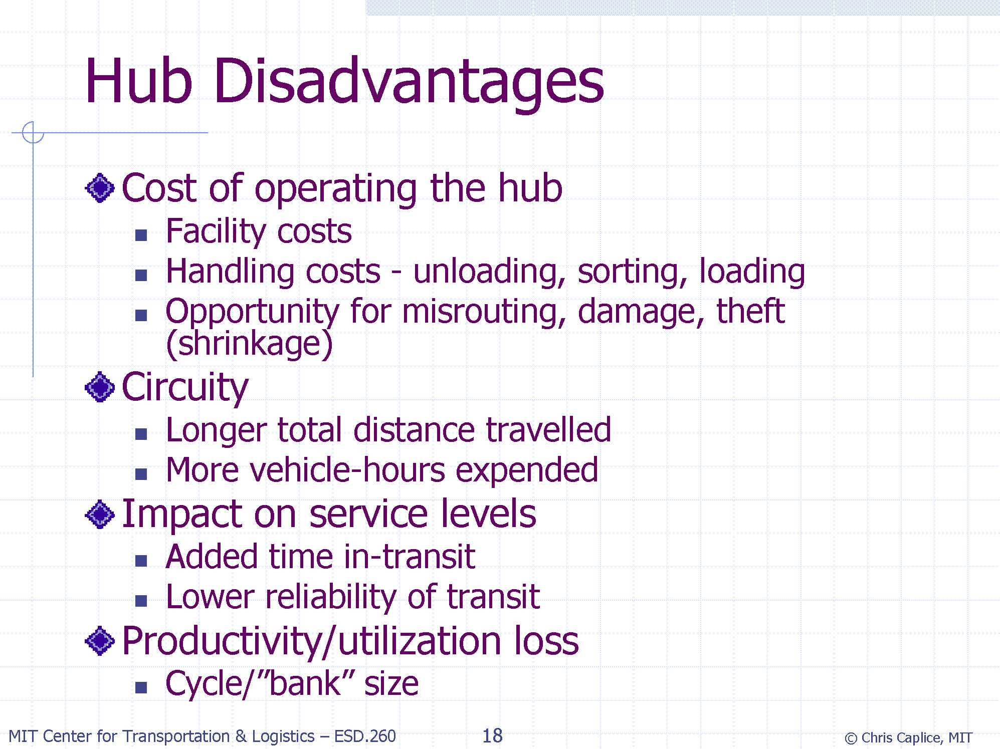 Hub Disadvantages
Cost of operating the hub
Facility costs
Handling costs - unloading, sorting, loading
Opportunity for misrouting, damage, theft
(shrinkage)
Circuity
Longer total distance travelled
More vehicle-hours expended
Impact on service levels
Added time in-transit
Lower reliability of transit
Productivity/utilization loss
Cycle/”bank” size
MIT Center for Transportation & Logistics – ESD.260
18
© Chris Caplice, MIT